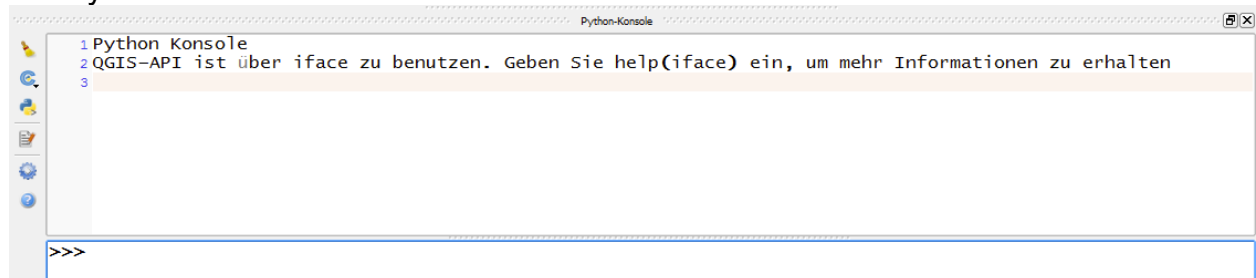 Python-Konsole
1 Python Konsole
2 QGIS-API ist über iface zu benutzen. Geben Sie help(iface) ein, um mehr Informationen zu erhalten
3
>>>